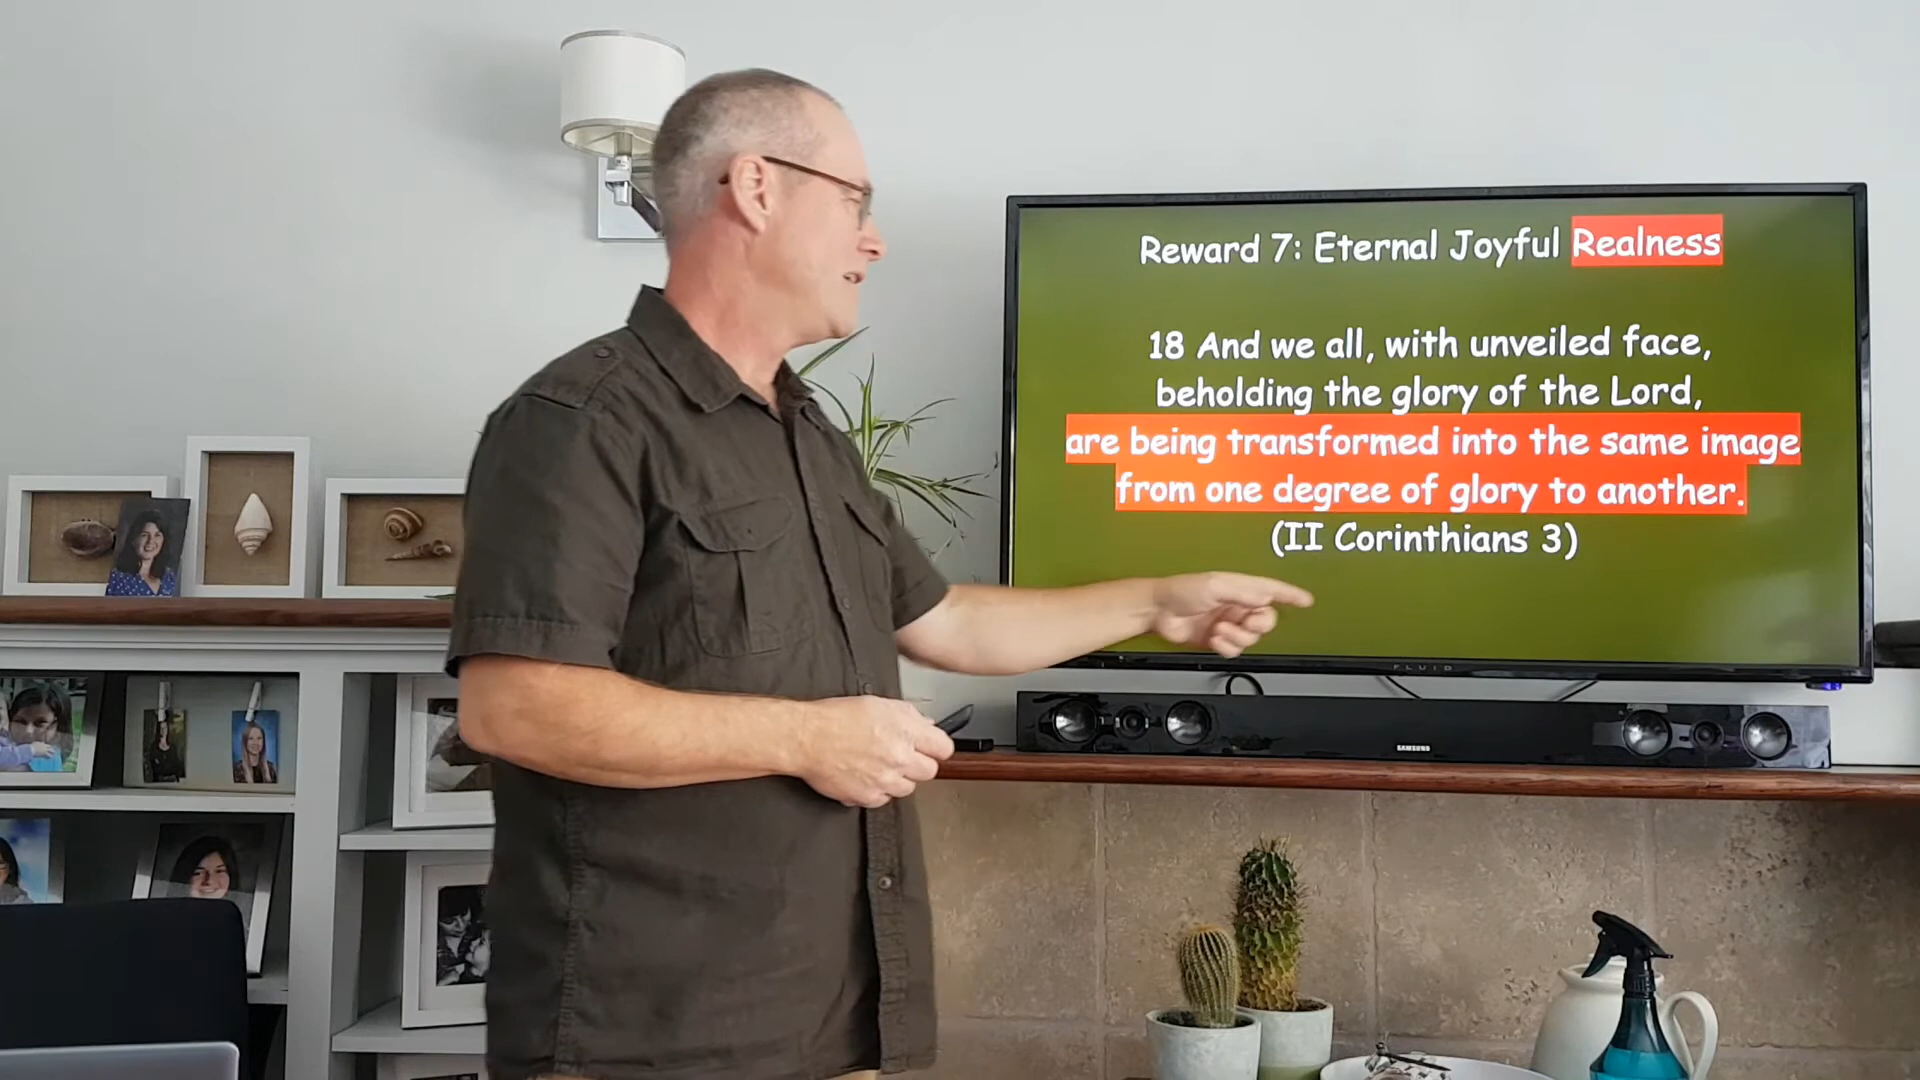 Reward 7: Eternal Joyful Realness
18 And we all, with unveiled face,
beholding the glory of the Lord,
are being transformed into the same image
from one degree of glory to another.
(II Corinthians 3)
FLUID
SAMSUNG